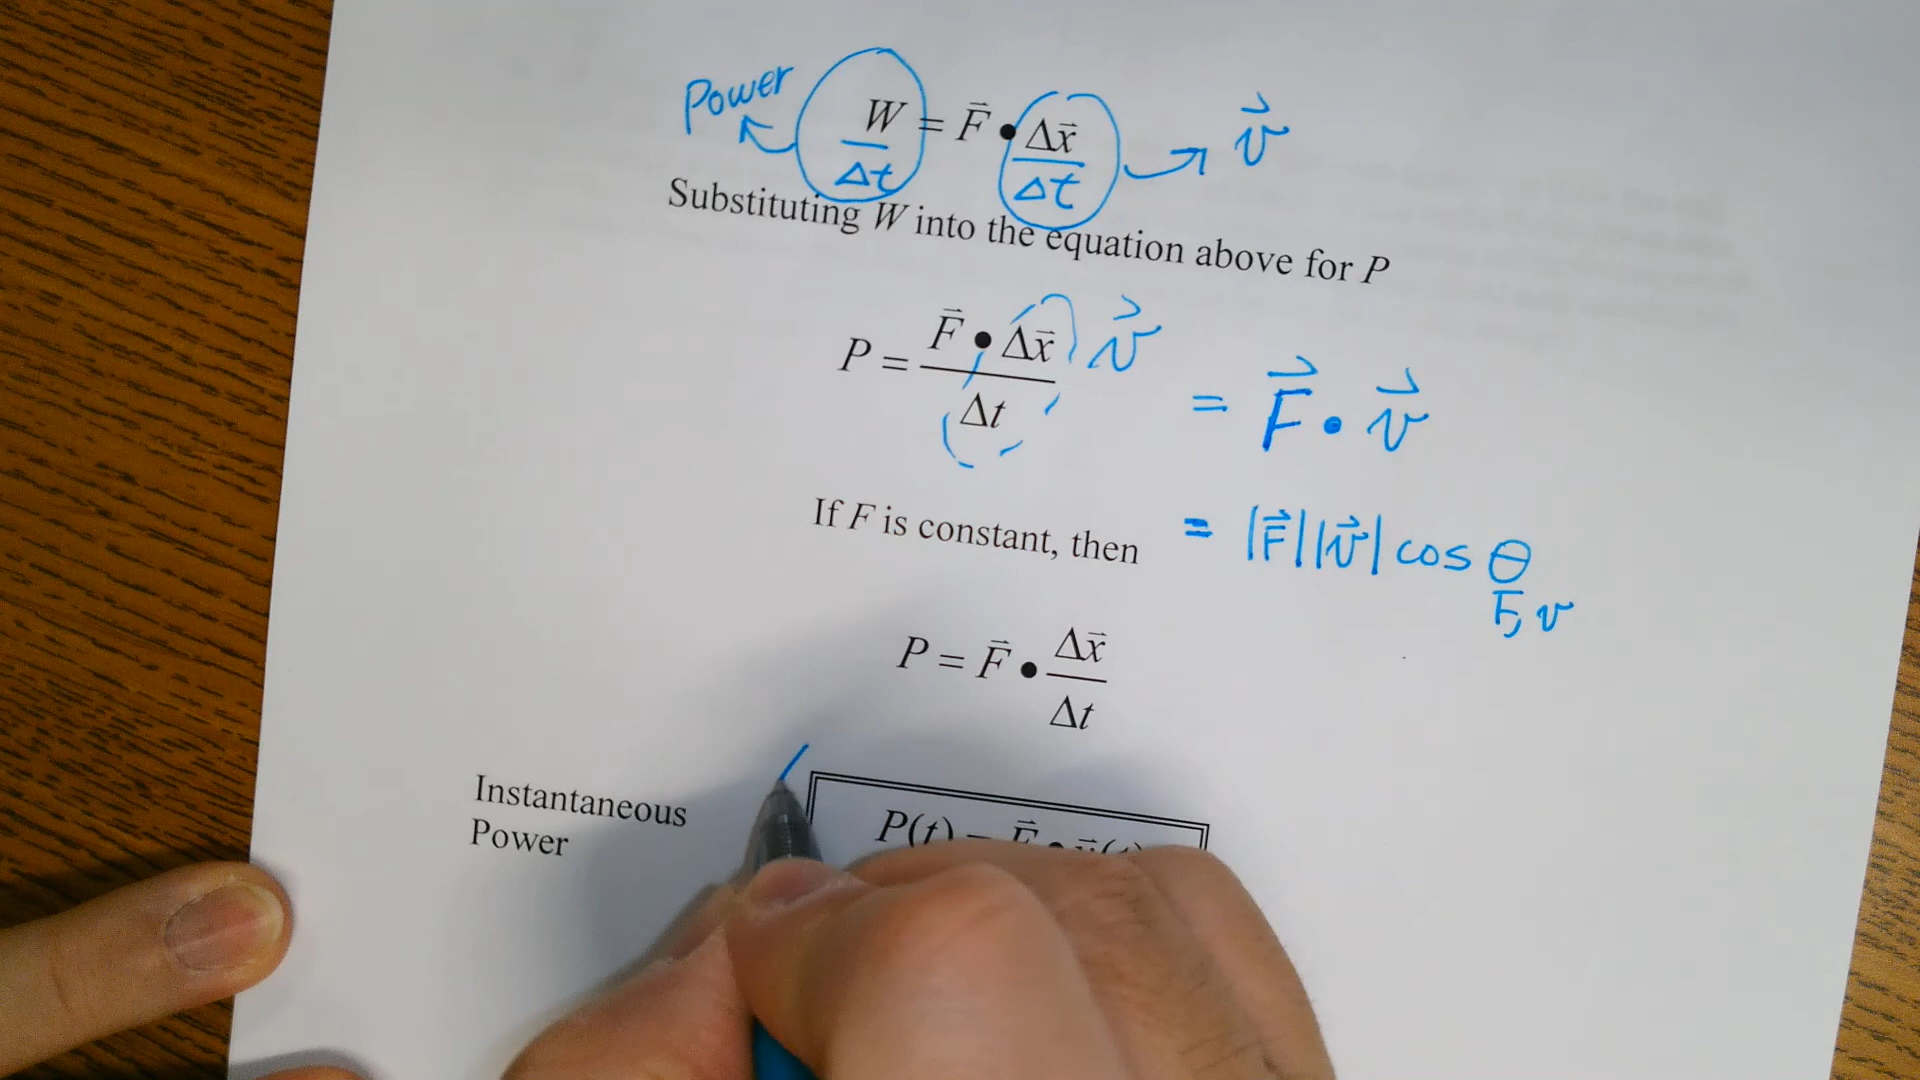 Power W/Δt = F⃗ • Δx⃗/Δt → v⃗
Substituting W into the equation above for P
P = F⃗ • Δx⃗/Δt v⃗ = F⃗ • v⃗
If F is constant, then = |F⃗||v⃗| cos θ F,v
P = F⃗ • Δx⃗/Δt
Instantaneous
Power
P(t) =